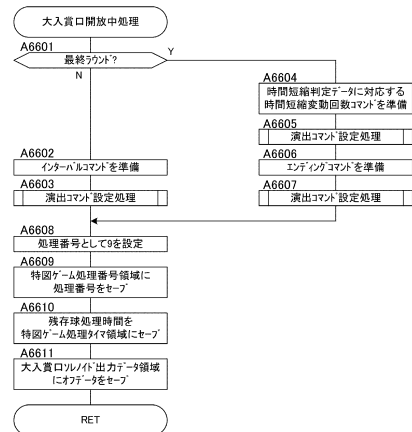 大入賞口開放中処理
A6601
最終ラウンド?
Y
N
A6604
時間短縮判定データに対応する
時間短縮変動回数コマンドを準備
A6605
演出コマンド設定処理
A6602
インターバルコマンドを準備
A6606
エンディングコマンドを準備
A6603
演出コマンド設定処理
A6607
演出コマンド設定処理
A6608
処理番号として9を設定
A6609
特図ゲーム処理番号領域に
処理番号をセーブ
A6610
残存球処理時間を
特図ゲーム処理タイマ領域にセーブ
A6611
大入賞口ソレノイド出力データ領域
にオフデータをセーブ
RET